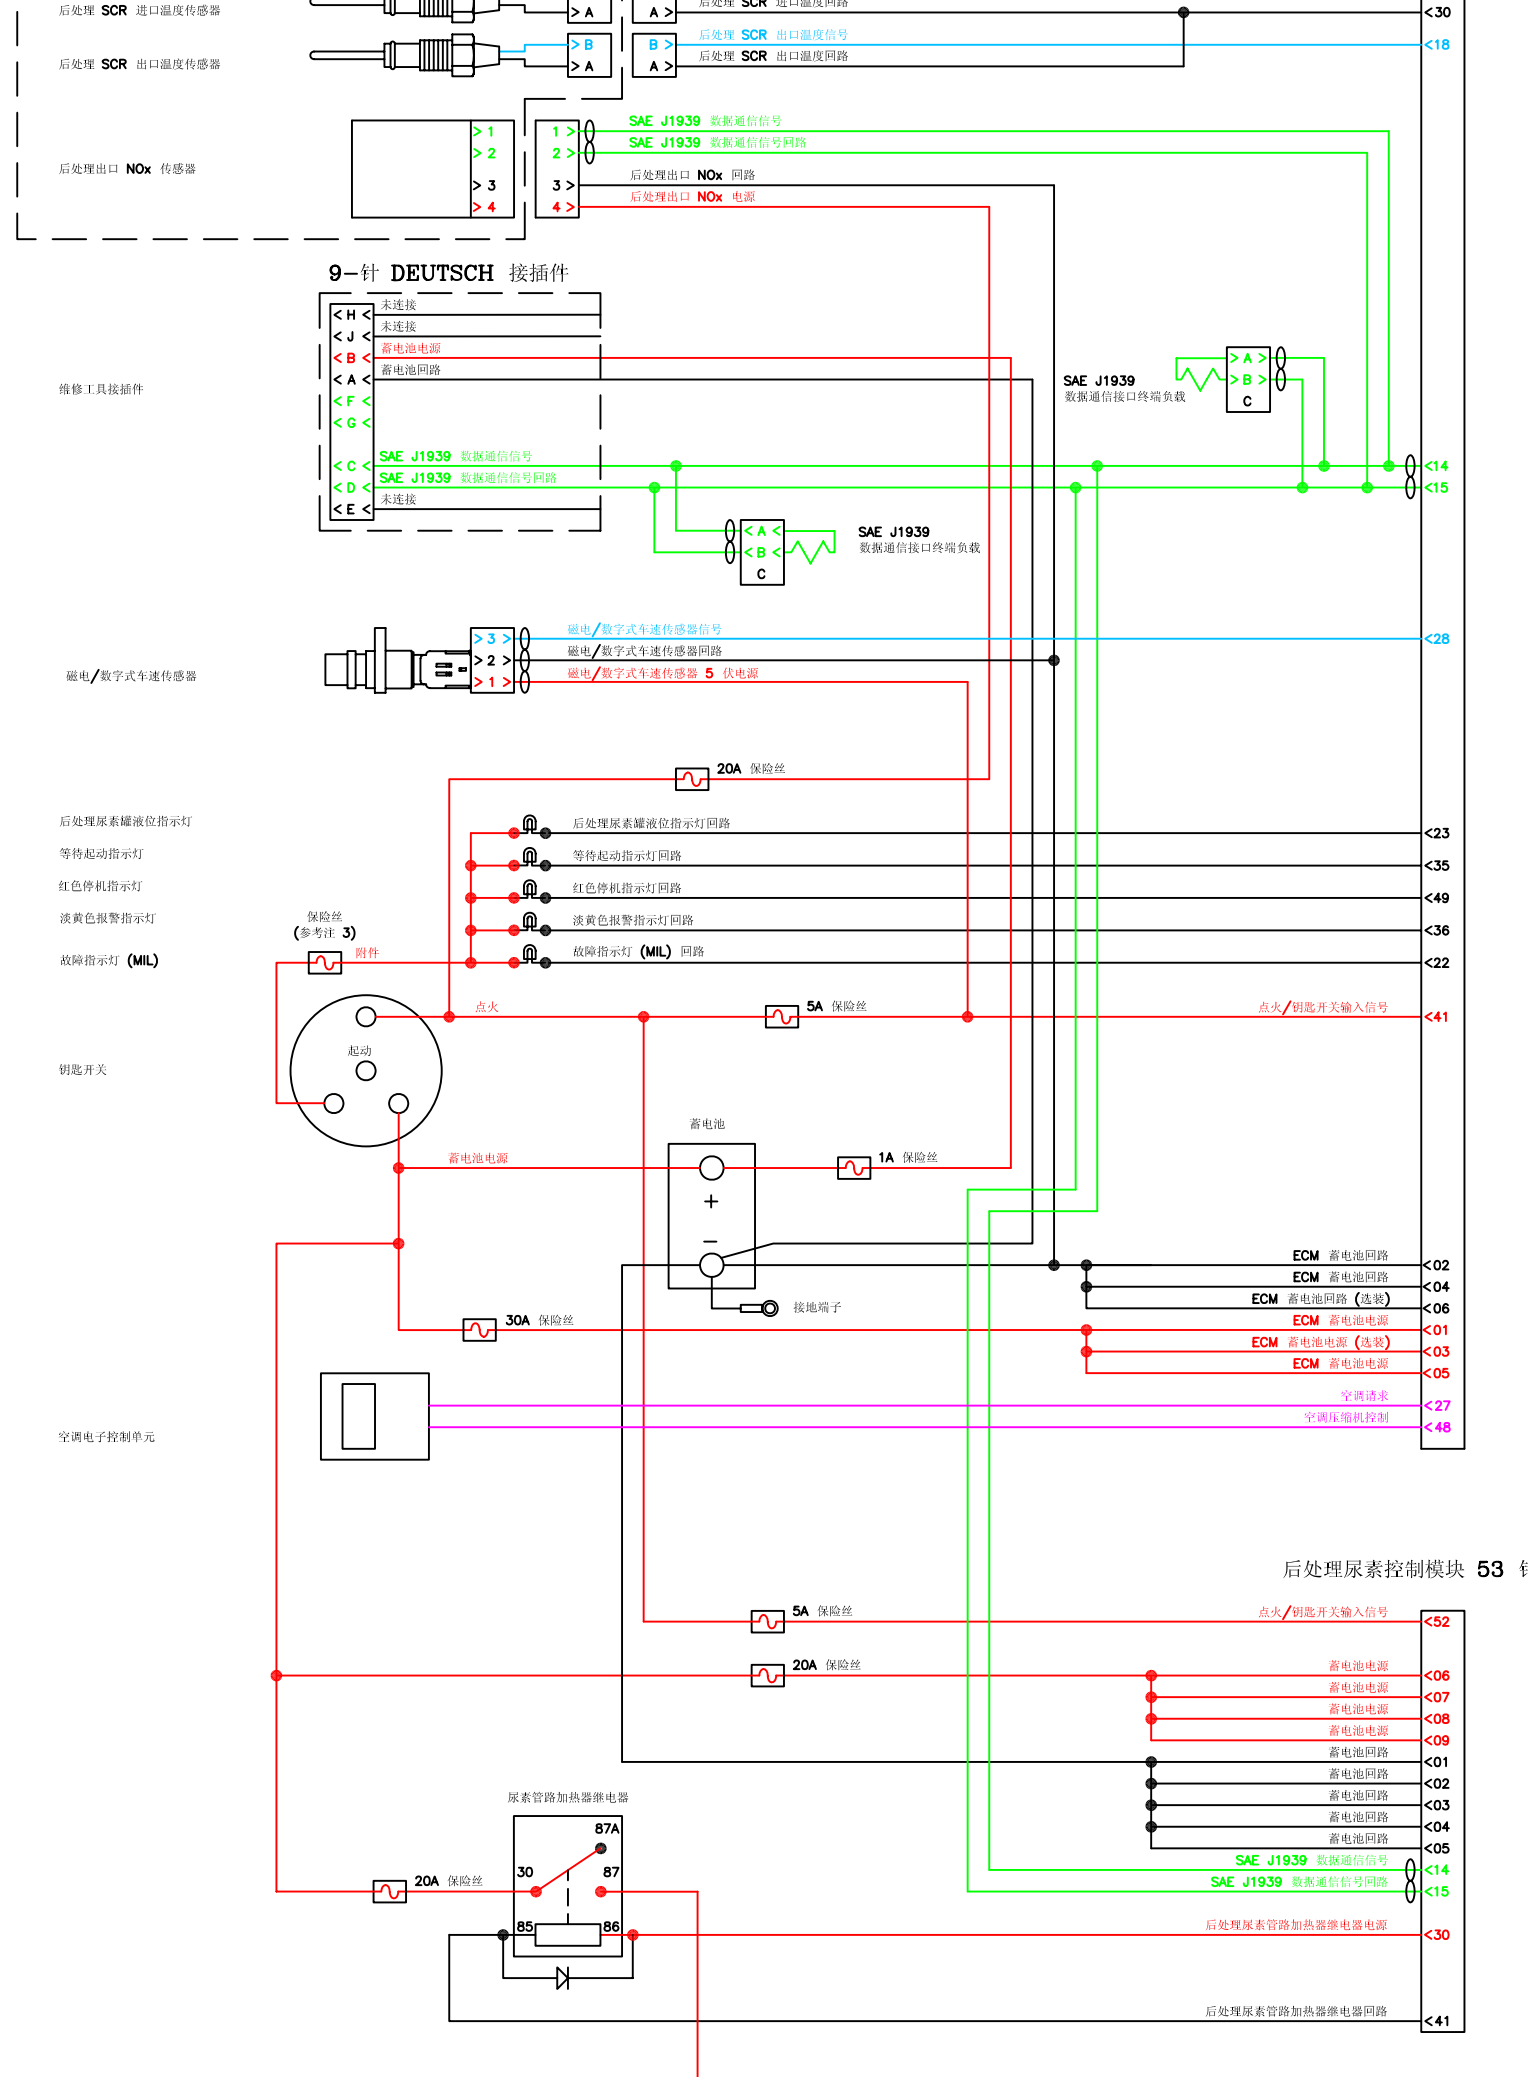 后处理 SCR 进口温度传感器
> A
A >
后处理 SCR 进口温度回路
<30
后处理 SCR 出口温度传感器
> B
> A
B >
A >
后处理 SCR 出口温度信号
后处理 SCR 出口温度回路
<18
后处理出口 NOx 传感器
> 1
> 2
> 3
> 4
1 >
2 >
3 >
4 >
SAE J1939 数据通信信号
SAE J1939 数据通信信号回路
后处理出口 NOx 回路
后处理出口 NOx 电源
9-针 DEUTSCH 接插件
维修工具接插件
< H < 未连接
< J < 未连接
< B < 蓄电池电源
< A < 蓄电池回路
< F <
< G <
< C < SAE J1939 数据通信信号
< D < SAE J1939 数据通信信号回路
< E < 未连接
SAE J1939
数据通信接口终端负载
> A >
> B >
C
<14
<15
< A <
< B <
C
SAE J1939
数据通信接口终端负载
磁电/数字式车速传感器
> 3 > 磁电/数字式车速传感器信号
> 2 > 磁电/数字式车速传感器回路
> 1 > 磁电/数字式车速传感器 5 伏电源
<28
20A 保险丝
后处理尿素罐液位指示灯
后处理尿素罐液位指示灯回路
<23
等待起动指示灯
等待起动指示灯回路
<35
红色停机指示灯
红色停机指示灯回路
<49
淡黄色报警指示灯
淡黄色报警指示灯回路
<36
保险丝
(参考注 3)
附件
故障指示灯 (MIL)
故障指示灯 (MIL) 回路
<22
点火
5A 保险丝
点火/钥匙开关输入信号
<41
钥匙开关
起动
蓄电池
蓄电池电源
1A 保险丝
+
−
接地端子
ECM 蓄电池回路 <02
ECM 蓄电池回路 <04
ECM 蓄电池回路 (选装) <06
30A 保险丝
ECM 蓄电池电源 <01
ECM 蓄电池电源 (选装) <03
ECM 蓄电池电源 <05
空调电子控制单元
空调请求 <27
空调压缩机控制 <48
后处理尿素控制模块 53
5A 保险丝
点火/钥匙开关输入信号 <52
20A 保险丝
蓄电池电源 <06
蓄电池电源 <07
蓄电池电源 <08
蓄电池电源 <09
蓄电池回路 <01
蓄电池回路 <02
蓄电池回路 <03
蓄电池回路 <04
蓄电池回路 <05
SAE J1939 数据通信信号 <14
SAE J1939 数据通信信号回路 <15
尿素管路加热器继电器
87A
30
87
20A 保险丝
85
86
后处理尿素管路加热器继电器电源 <30
后处理尿素管路加热器继电器回路 <41